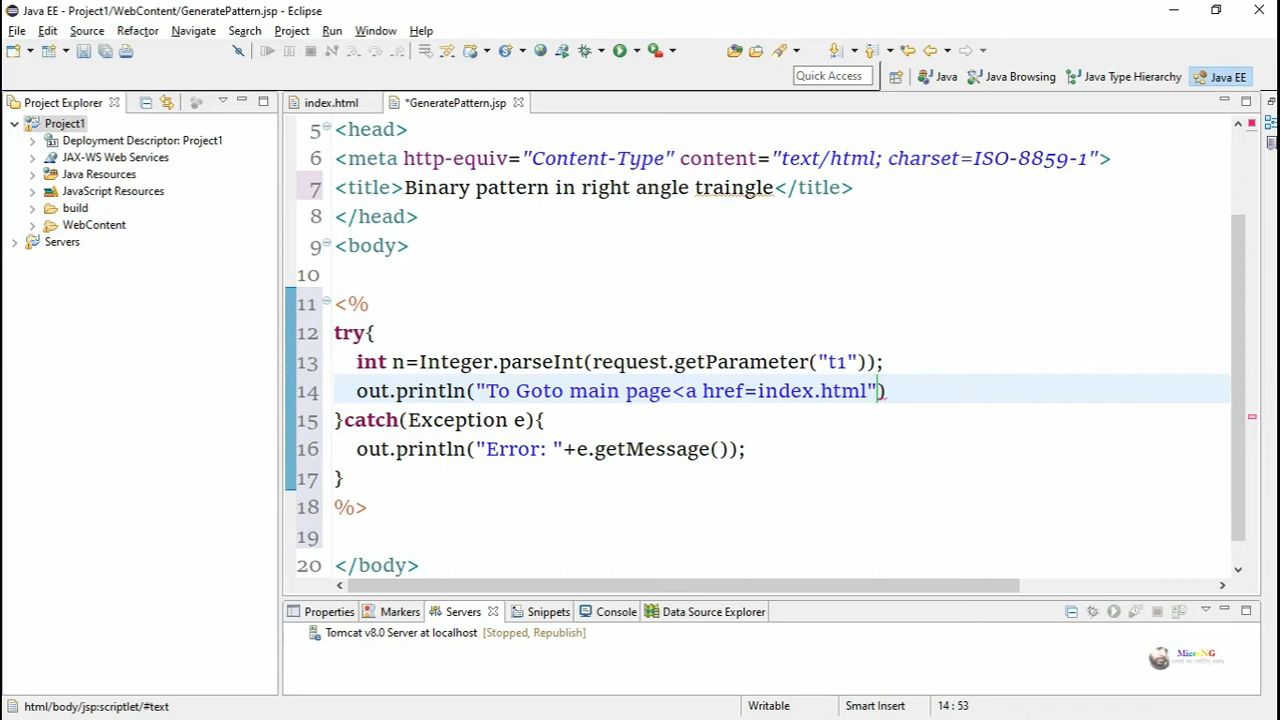 Java EE - Project1/WebContent/GeneratePattern.jsp - Eclipse
File Edit Source Refactor Navigate Search Project Run Window Help
Quick Access
Java Java Browsing Java Type Hierarchy Java EE
Project Explorer
index.html *GeneratePattern.jsp
Project1
Deployment Descriptor: Project1
JAX-WS Web Services
Java Resources
JavaScript Resources
build
WebContent
Servers
5 <head>
6 <meta http-equiv="Content-Type" content="text/html; charset=ISO-8859-1">
7 <title>Binary pattern in right angle traingle</title>
8 </head>
9 <body>
10
11 <%
12 try{
13 int n=Integer.parseInt(request.getParameter("t1"));
14 out.println("To Goto main page<a href=index.html")
15 }catch(Exception e){
16 out.println("Error: "+e.getMessage());
17 }
18 %>
19
20 </body>
Properties Markers Servers Snippets Console Data Source Explorer
Tomcat v8.0 Server at localhost [Stopped, Republish]
html/body/jsp:scriptlet/#text Writable Smart Insert 14 : 53